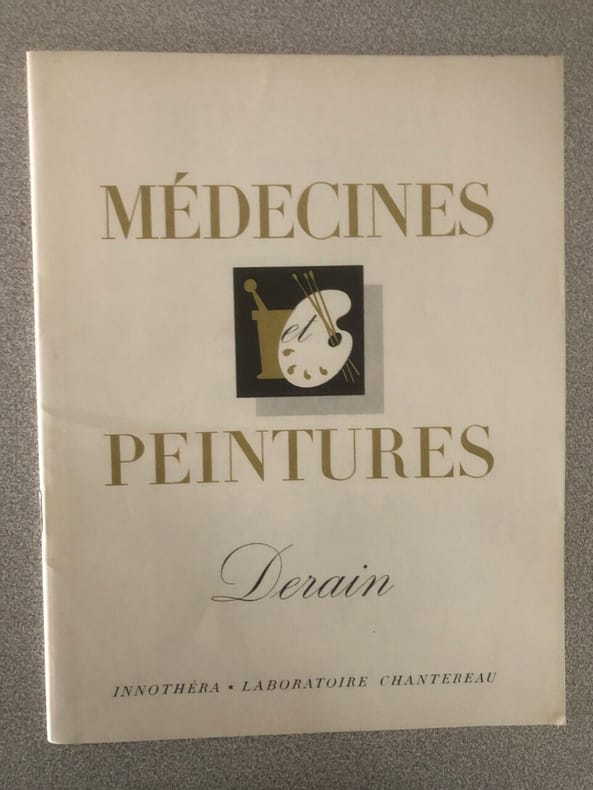 MÉDECINES
et
PEINTURES
Derain
INNOTHÉRA ★ LABORATOIRE CHANTEREAU